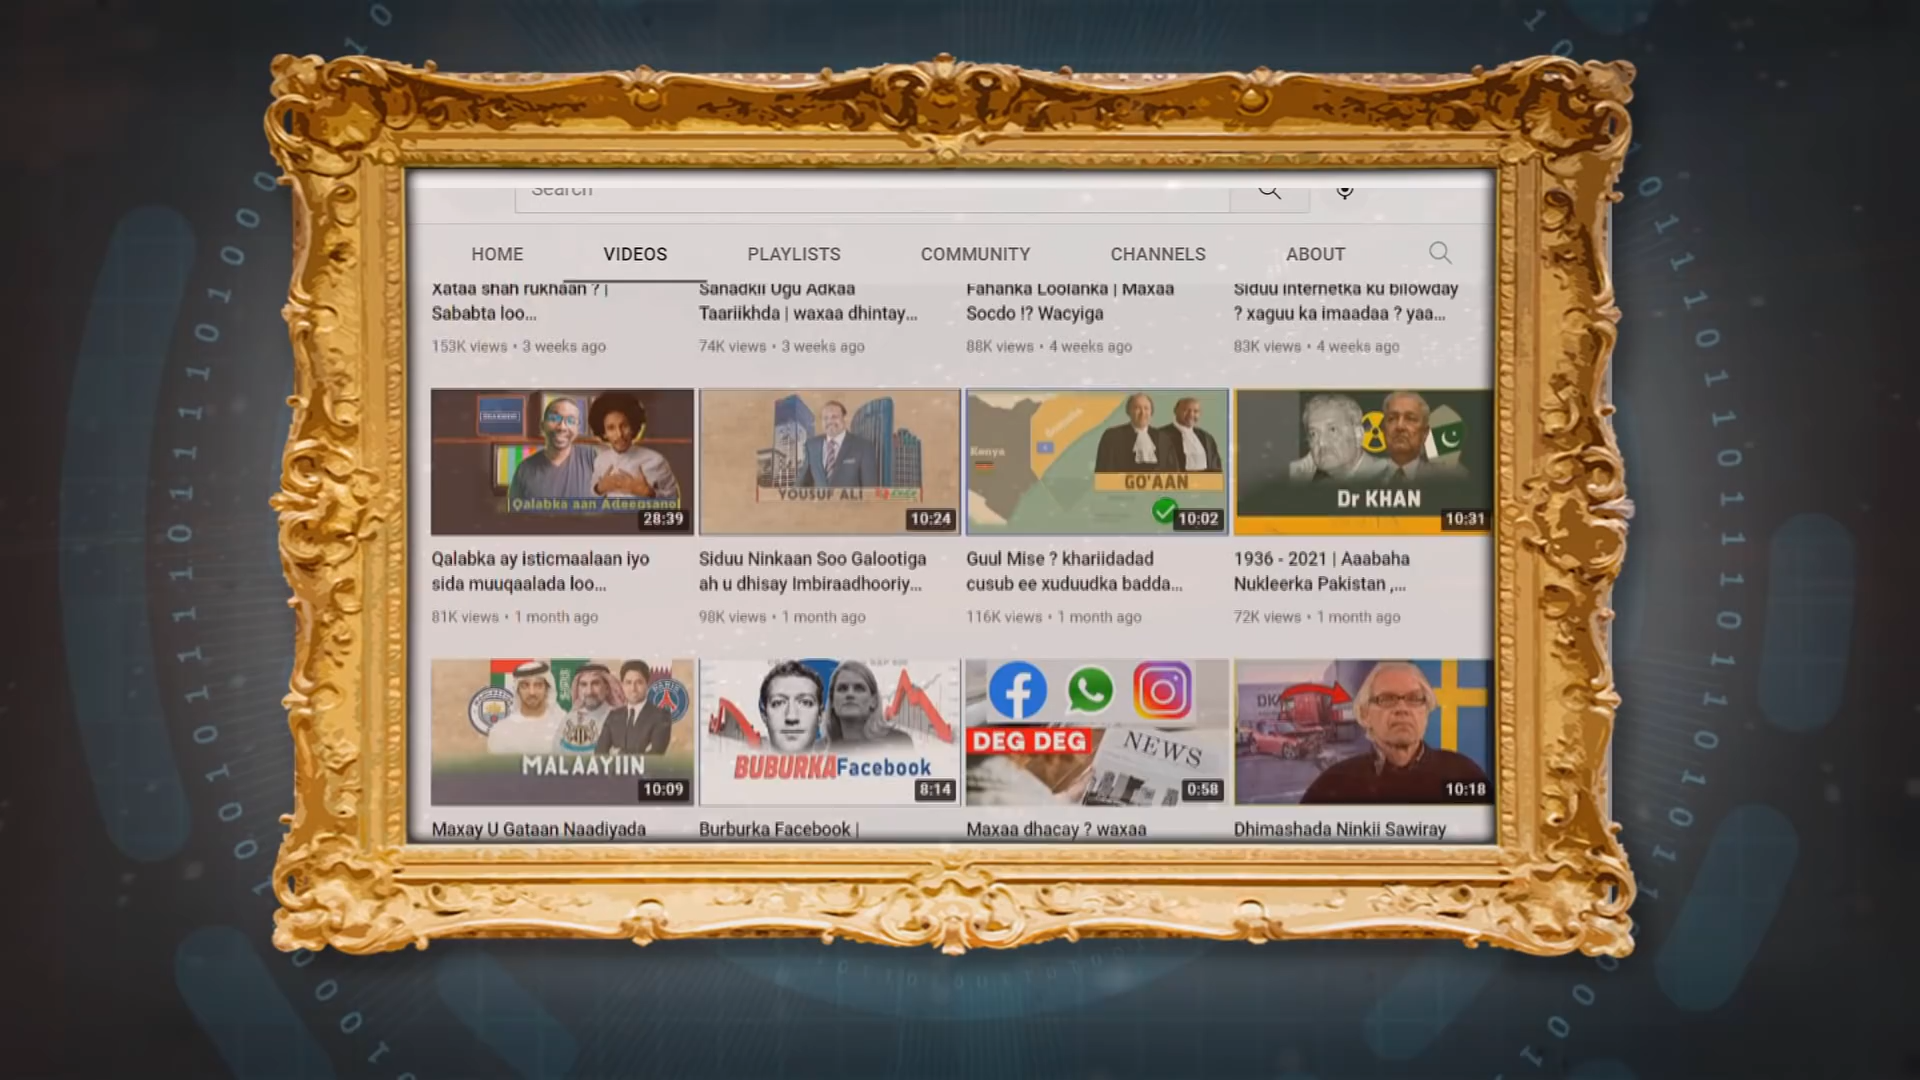 Search
HOME VIDEOS PLAYLISTS COMMUNITY CHANNELS ABOUT
Xataa shah rukhaan ? |
Sababta loo...
153K views • 3 weeks ago
Sanadkii Ugu Adkaa
Taariikhda | waxaa dhintay...
74K views • 3 weeks ago
Fahanka Loolanka | Maxaa
Socdo !? Wacyiga
88K views • 4 weeks ago
Siduu internetka ku bilowday
? xaguu ka imaadaa ? yaa...
83K views • 4 weeks ago
Qalabka aan Adeegsano
28:39
Qalabka ay isticmaalaan iyo
sida muuqaalada loo...
81K views • 1 month ago
YOUSUF ALI
10:24
Siduu Ninkaan Soo Galootiga
ah u dhisay Imbiraadhooriy...
98K views • 1 month ago
Kenya
GO'AAN
10:02
Guul Mise ? khariidadad
cusub ee xuduudka badda...
116K views • 1 month ago
Dr KHAN
10:31
1936 - 2021 | Aaabaha
Nukleerka Pakistan ,...
72K views • 1 month ago
MALAAYIIN
10:09
Maxay U Gataan Naadiyada
BUBURKA Facebook
8:14
Burburka Facebook |
DEG DEG
NEWS
0:58
Maxaa dhacay ? waxaa
10:18
Dhimashada Ninkii Sawiray